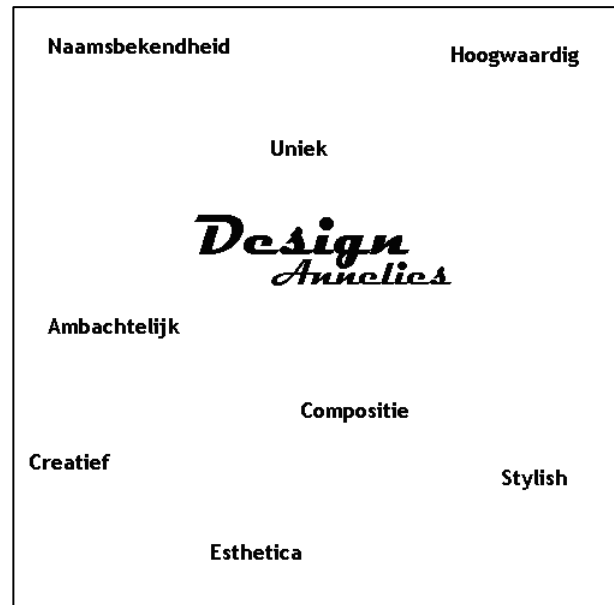 Naamsbekendheid
Hoogwaardig
Uniek
Design
Annelies
Ambachtelijk
Compositie
Creatief
Stylish
Esthetica